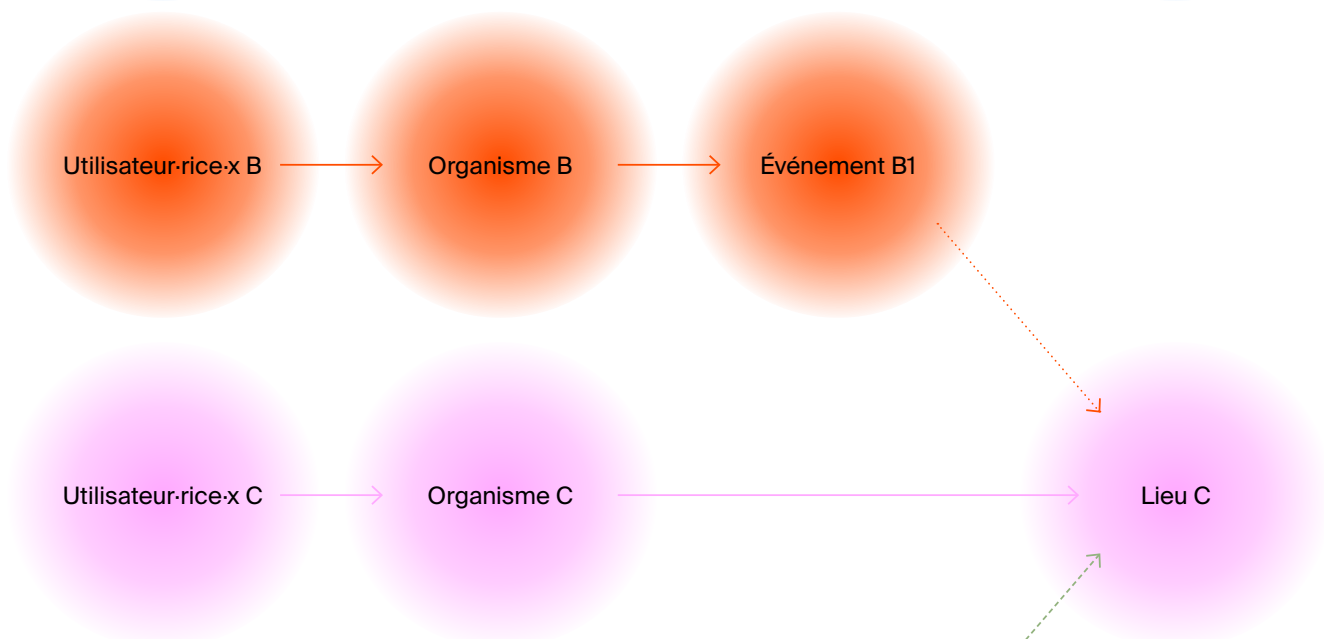 Utilisateur·rice·x B
Organisme B
Événement B1
Utilisateur·rice·x C
Organisme C
Lieu C